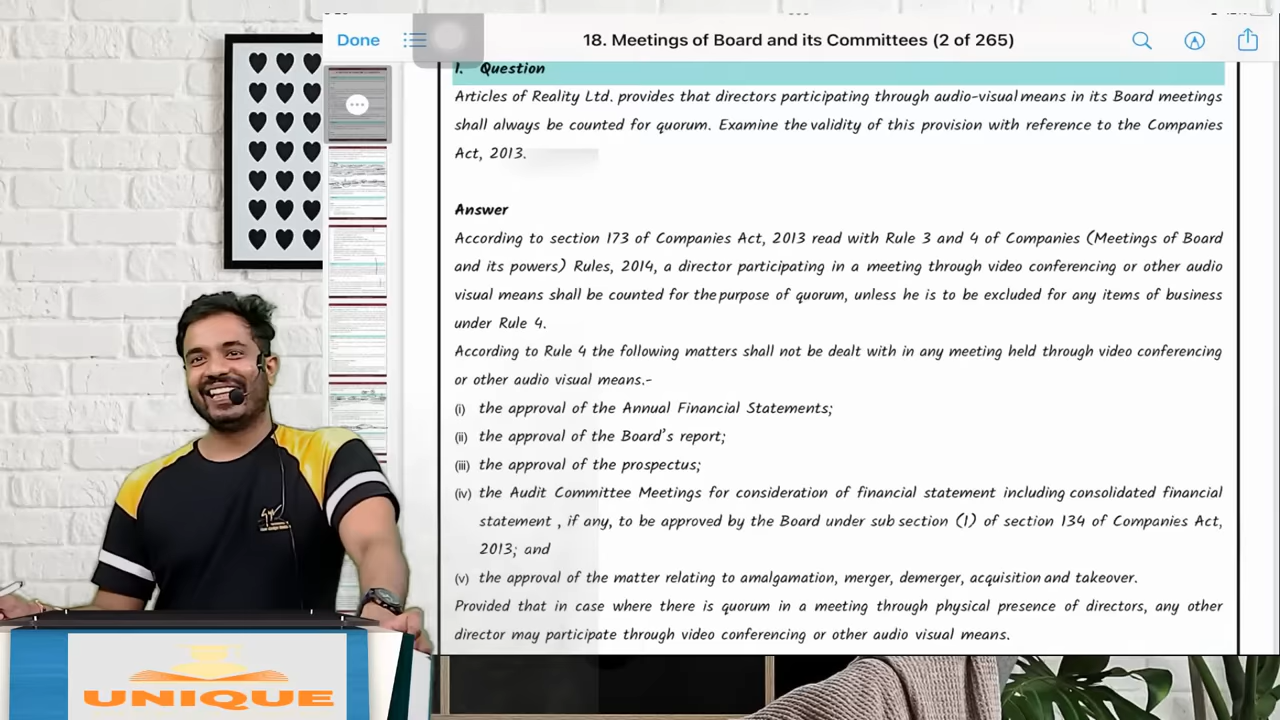 Done
18. Meetings of Board and its Committees (2 of 265)
1. Question
Articles of Reality Ltd. provides that directors participating through audio-visual means in its Board meetings
shall always be counted for quorum. Examine the validity of this provision with reference to the Companies
Act, 2013.
Answer
According to section 173 of Companies Act, 2013 read with Rule 3 and 4 of Companies (Meetings of Board
and its powers) Rules, 2014, a director participating in a meeting through video conferencing or other audio
visual means shall be counted for the purpose of quorum, unless he is to be excluded for any items of business
under Rule 4.
According to Rule 4 the following matters shall not be dealt with in any meeting held through video conferencing
or other audio visual means.-
(i) the approval of the Annual Financial Statements;
(ii) the approval of the Board's report;
(iii) the approval of the prospectus;
(iv) the Audit Committee Meetings for consideration of financial statement including consolidated financial
statement , if any, to be approved by the Board under sub section (1) of section 134 of Companies Act,
2013; and
(v) the approval of the matter relating to amalgamation, merger, demerger, acquisition and takeover.
Provided that in case where there is quorum in a meeting through physical presence of directors, any other
director may participate through video conferencing or other audio visual means.
UNIQUE